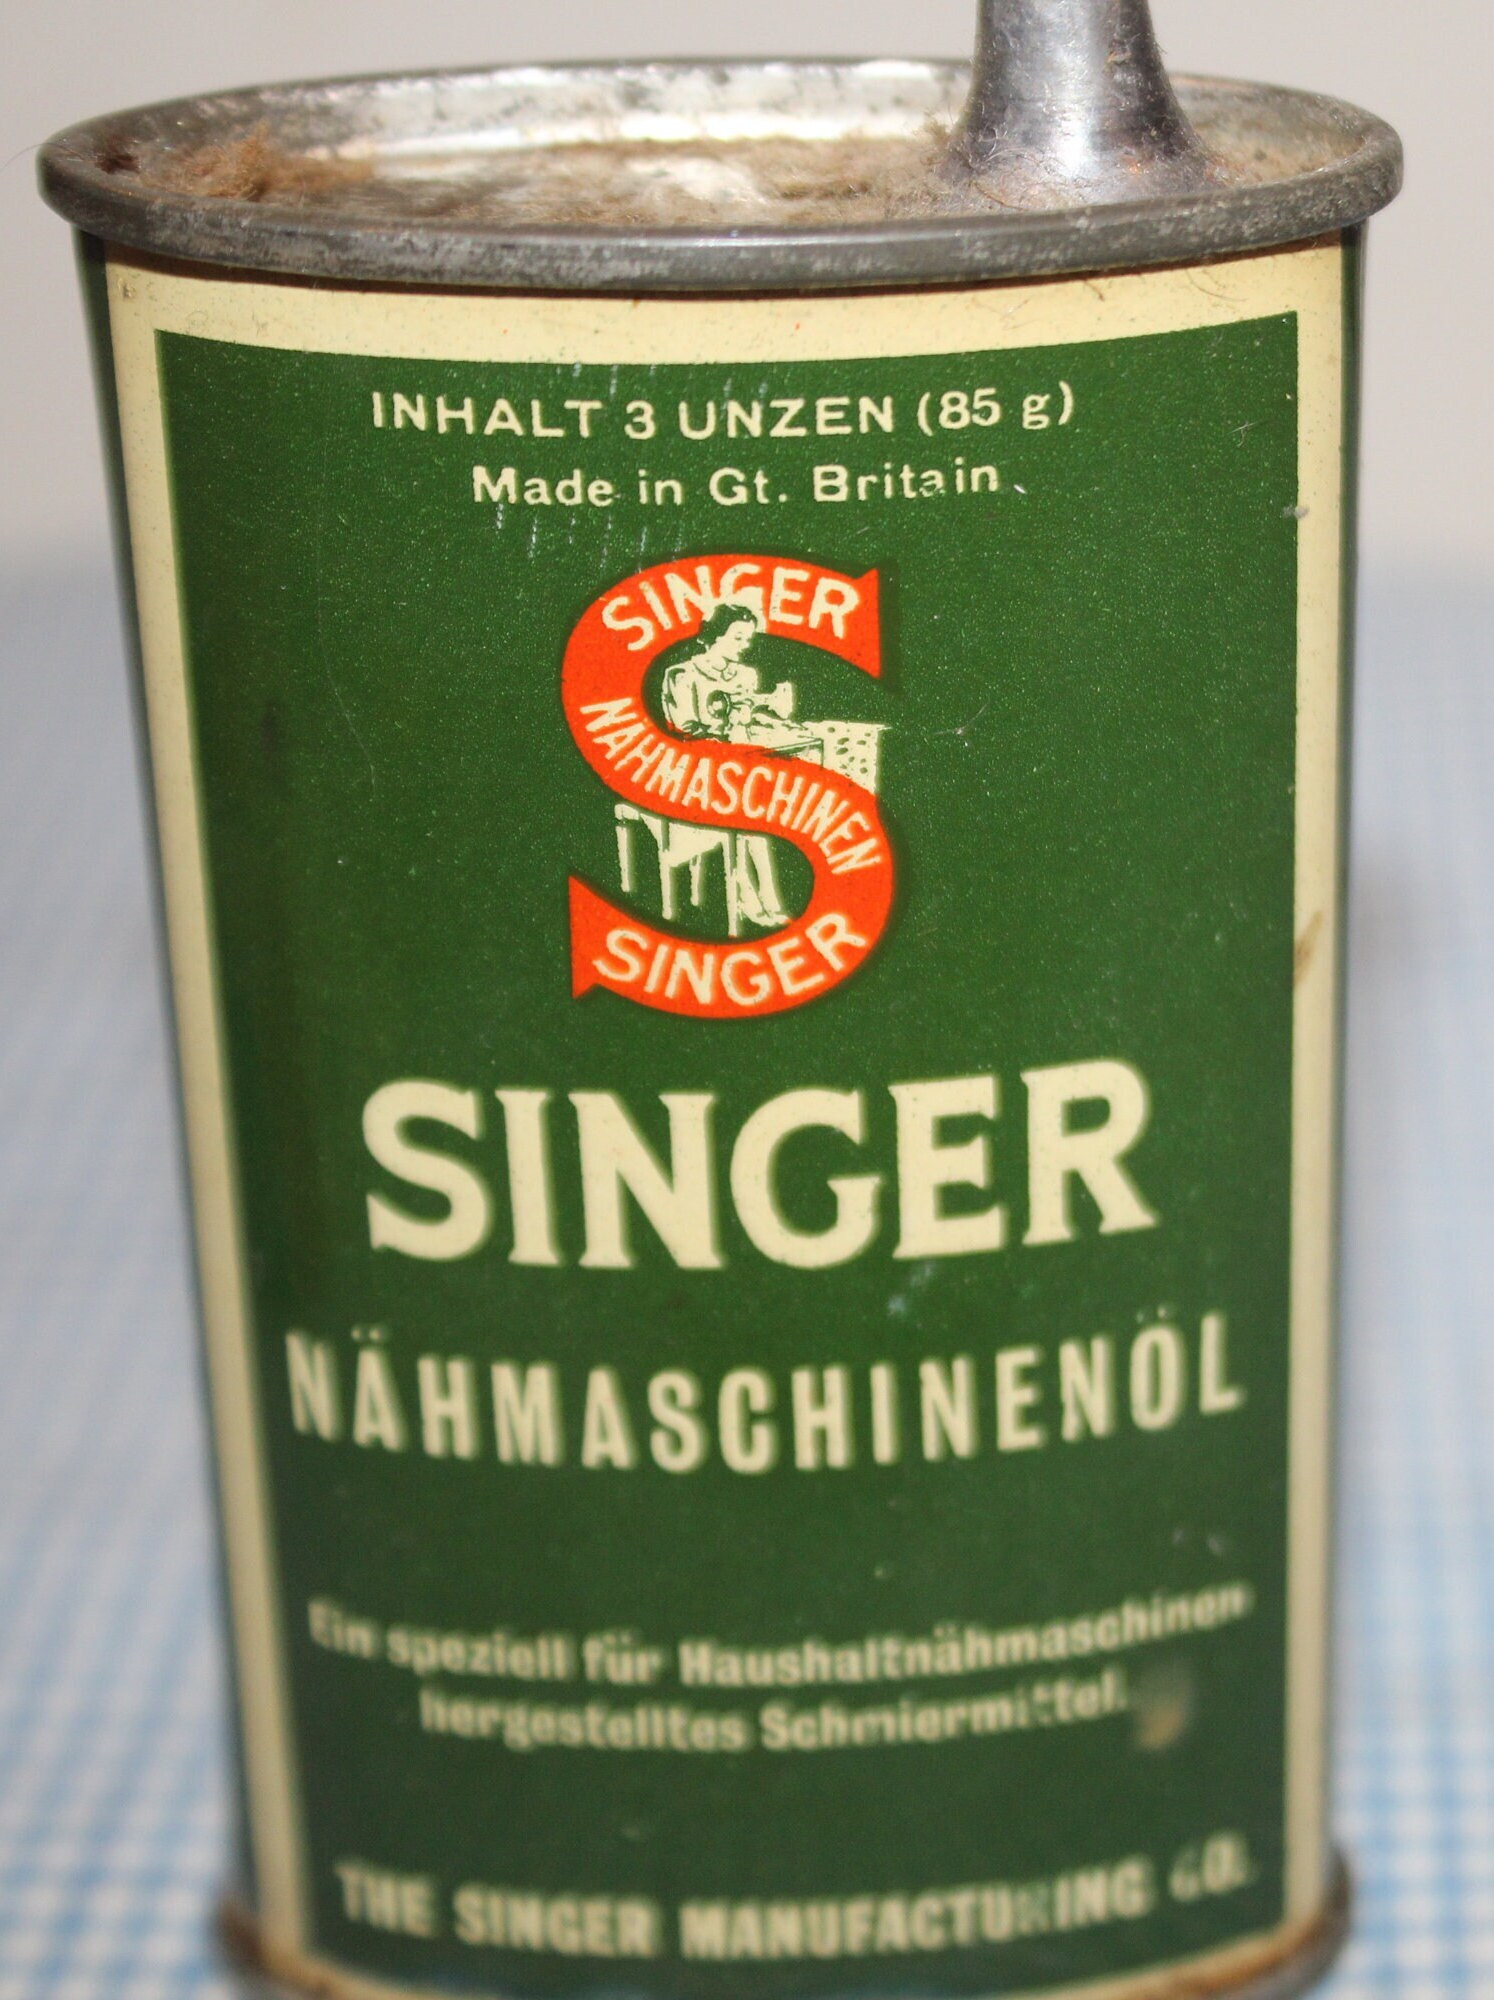 INHALT 3 UNZEN (85 g)
Made in Gt. Britain
SINGER
NÄHMASCHINEN
SINGER
SINGER
NÄHMASCHINENÖL
Ein speziell für Haushaltnähmaschinen
hergestelltes Schmiermittel.
THE SINGER MANUFACTURING CO.